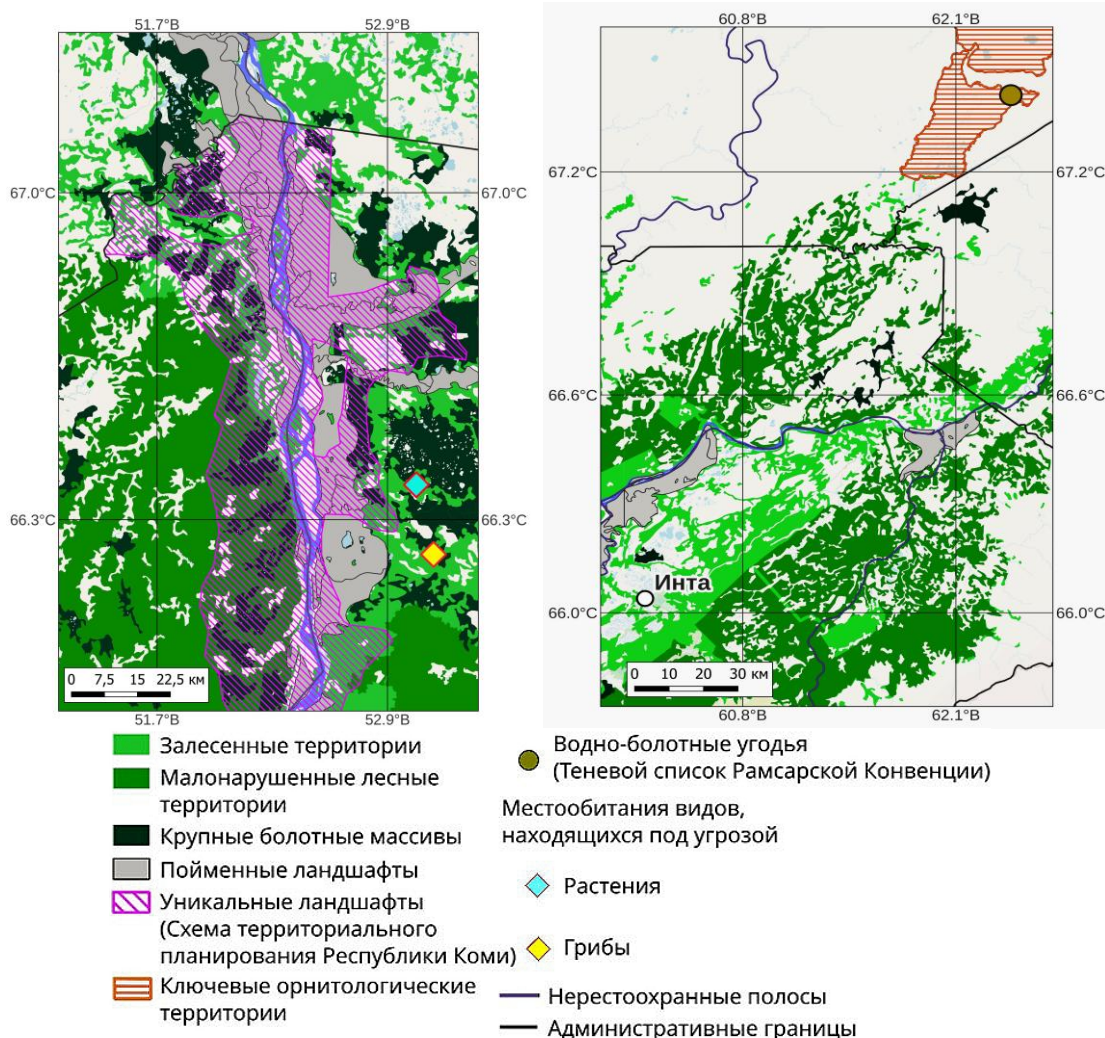 51.7°В
52.9°В
67.0°С
67.0°С
66.3°С
66.3°С
0 7,5 15 22,5 км
51.7°В
52.9°В
60.8°В
62.1°В
67.2°С
67.2°С
66.6°С
66.6°С
Инта
66.0°С
66.0°С
0 10 20 30 км
60.8°В
62.1°В
Залесенные территории
Малонарушенные лесные
территории
Крупные болотные массивы
Пойменные ландшафты
Уникальные ландшафты
(Схема территориального
планирования Республики Коми)
Ключевые орнитологические
территории
Водно-болотные угодья
(Теневой список Рамсарской Конвенции)
Местообитания видов,
находящихся под угрозой
Растения
Грибы
Нерестоохранные полосы
Административные границы